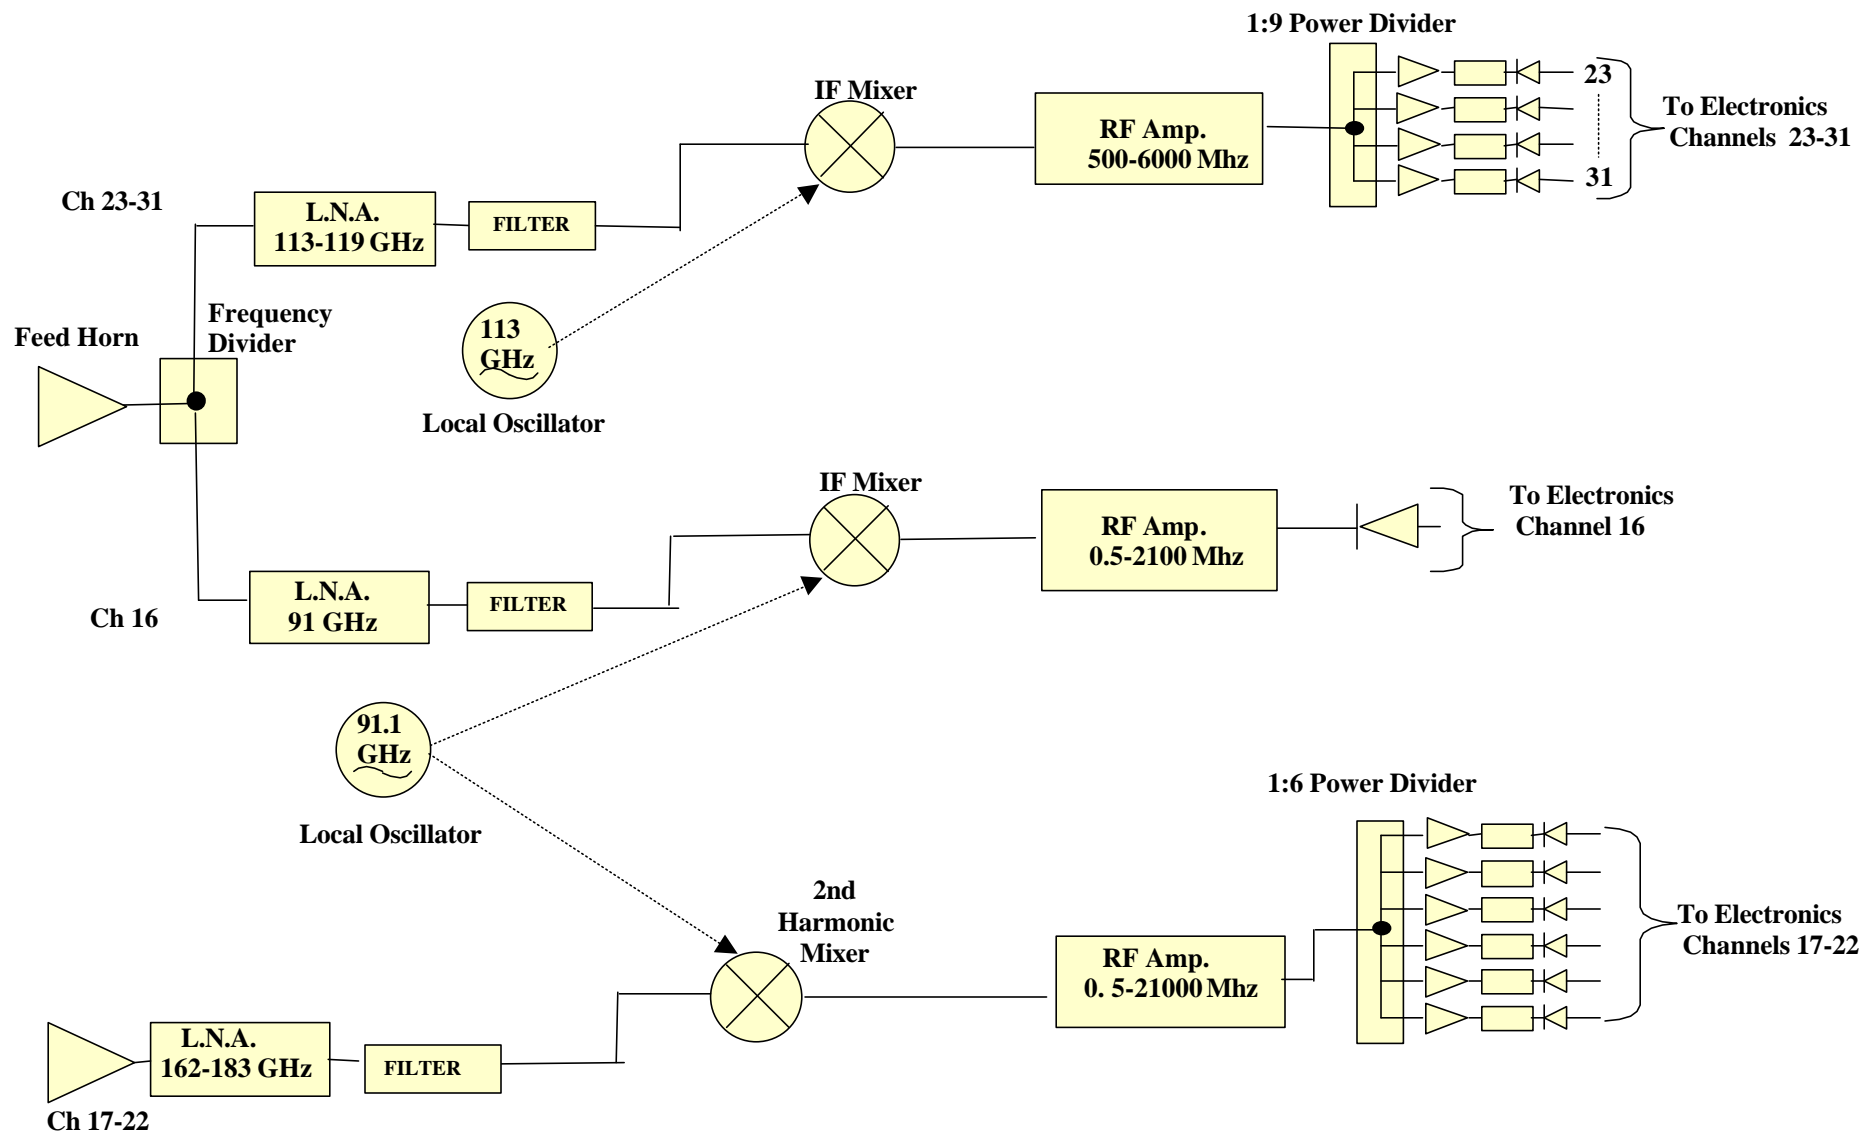 1:9 Power Divider
IF Mixer
RF Amp.
500-6000 Mhz
23
31
To Electronics
Channels 23-31
Ch 23-31
L.N.A.
113-119 GHz
FILTER
Feed Horn
Frequency
Divider
113
GHz
Local Oscillator
IF Mixer
RF Amp.
0.5-2100 Mhz
To Electronics
Channel 16
Ch 16
L.N.A.
91 GHz
FILTER
91.1
GHz
Local Oscillator
1:6 Power Divider
2nd
Harmonic
Mixer
RF Amp.
0. 5-21000 Mhz
To Electronics
Channels 17-22
L.N.A.
162-183 GHz
FILTER
Ch 17-22